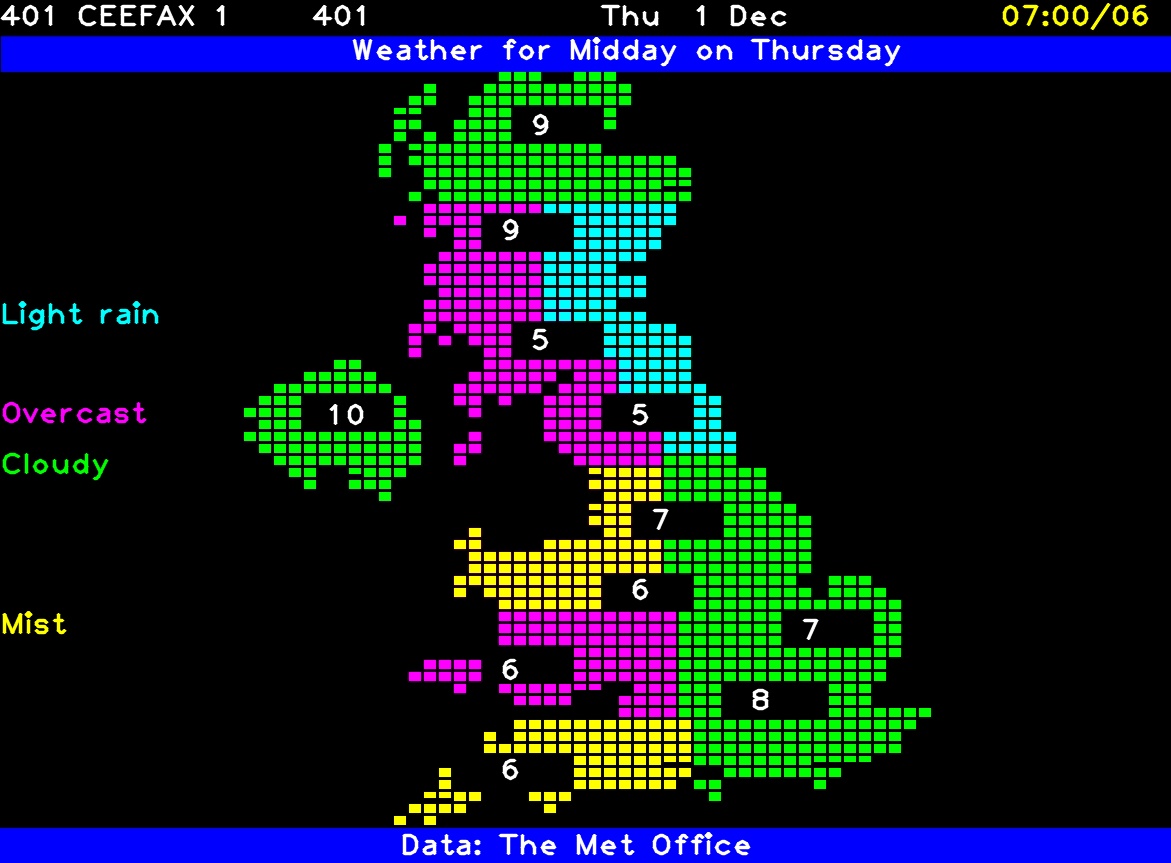 401 CEEFAX 1 401 Thu 1 Dec 07:00/06
Weather for Midday on Thursday
9
9
Light rain
5
Overcast
10
5
Cloudy
7
6
Mist
7
6
8
6
Data: The Met Office